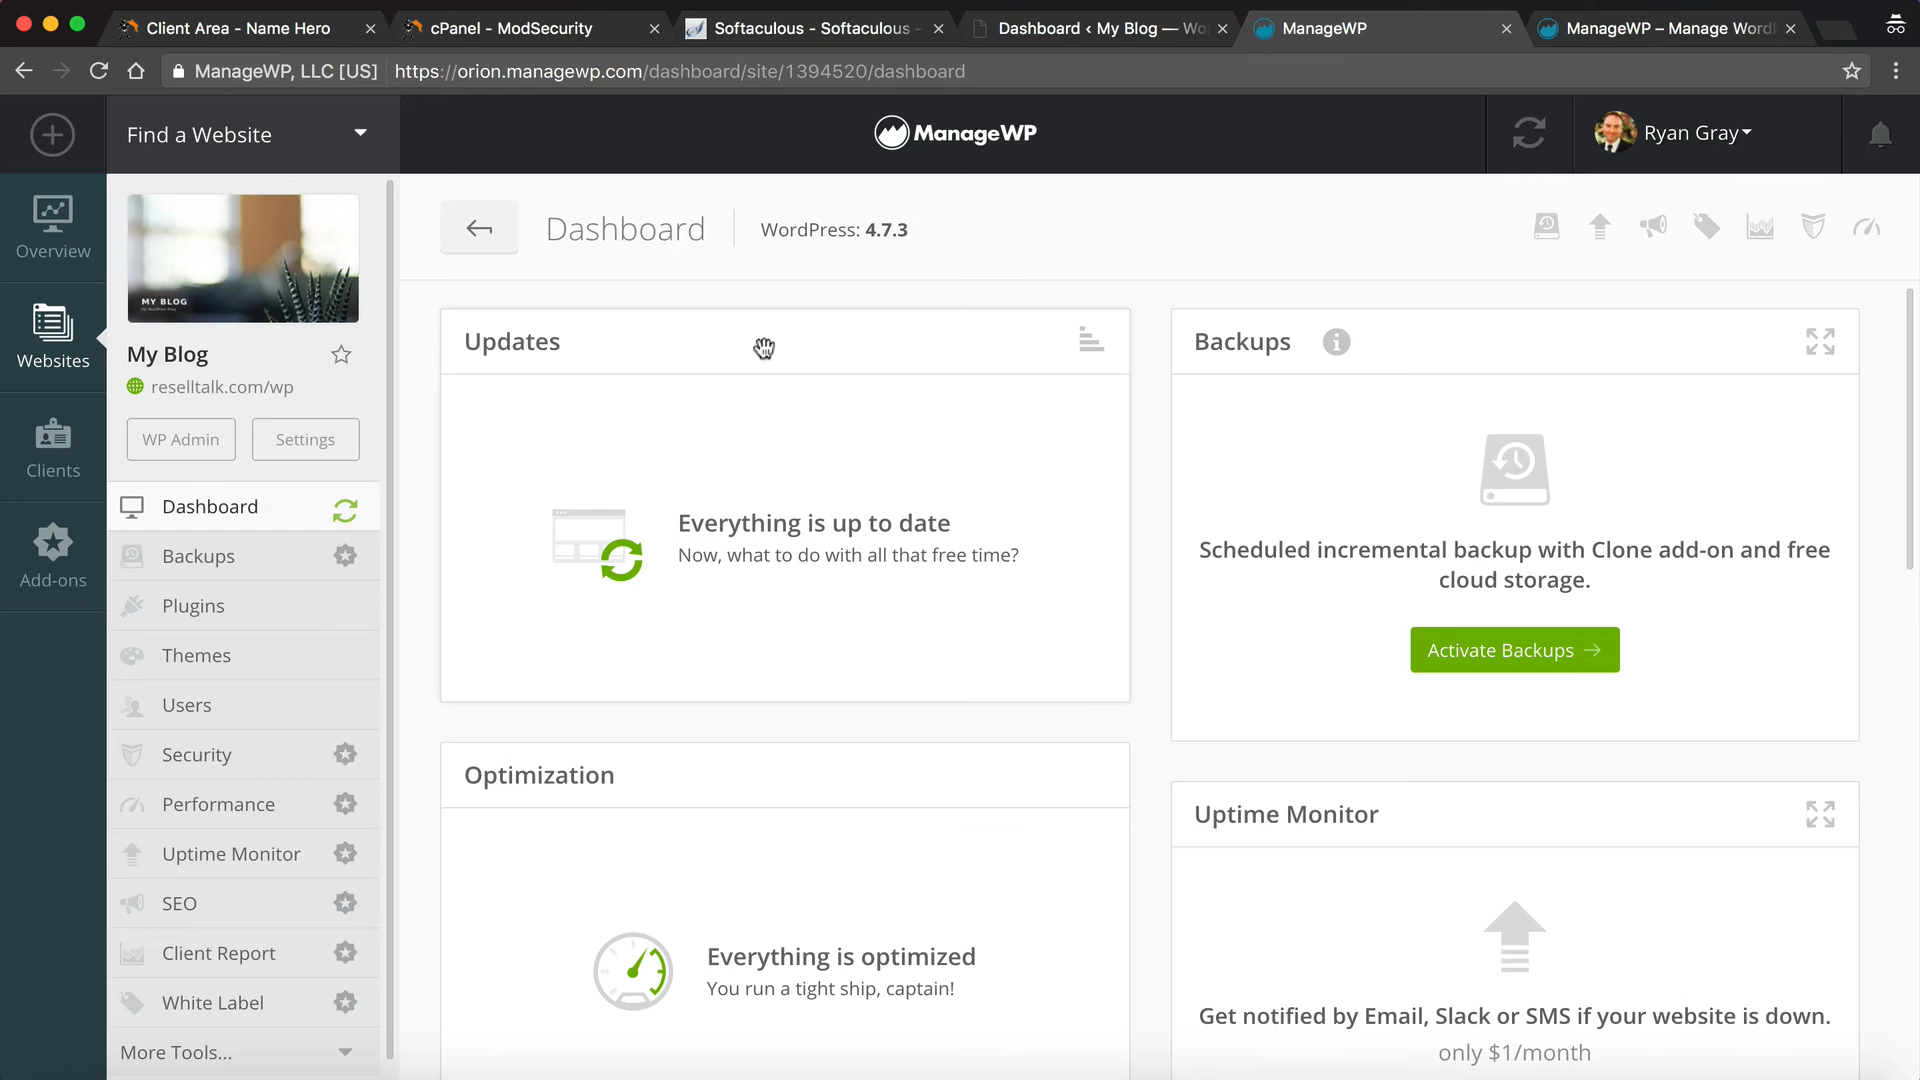 Client Area - Name Hero
cPanel - ModSecurity
Softaculous - Softaculous -
Dashboard ‹ My Blog — Wo
ManageWP
ManageWP – Manage WordP
ManageWP, LLC [US]
https://orion.managewp.com/dashboard/site/1394520/dashboard
Find a Website
ManageWP
Ryan Gray
Overview
Websites
Clients
Add-ons
MY BLOG
My Blog
reselltalk.com/wp
WP Admin
Settings
Dashboard
Backups
Plugins
Themes
Users
Security
Performance
Uptime Monitor
SEO
Client Report
White Label
More Tools...
Dashboard
WordPress: 4.7.3
Updates
Everything is up to date
Now, what to do with all that free time?
Optimization
Everything is optimized
You run a tight ship, captain!
Backups
Scheduled incremental backup with Clone add-on and free
cloud storage.
Activate Backups
Uptime Monitor
Get notified by Email, Slack or SMS if your website is down.
only $1/month